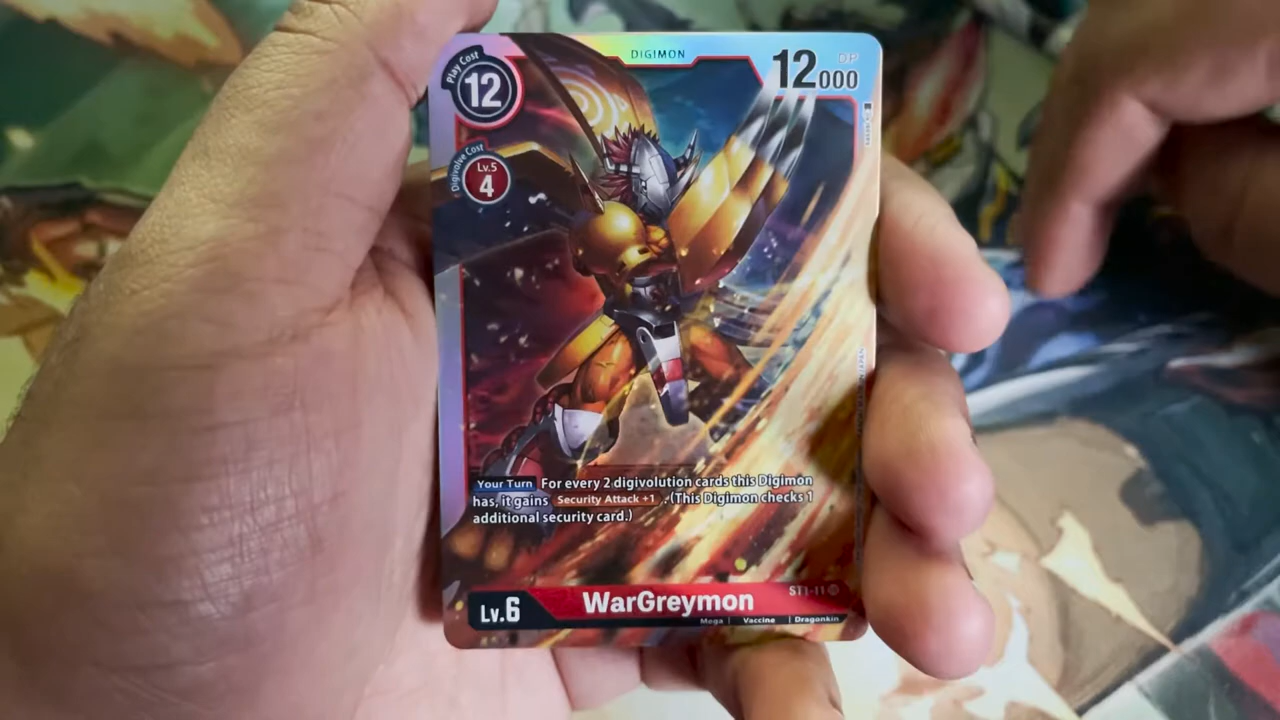 DIGIMON
Play Cost
12
DP
12000
Digivolve Cost
Lv.5
4
Your Turn For every 2 digivolution cards this Digimon
has, it gains Security Attack +1 . (This Digimon checks 1
additional security card.)
ST1-11
Lv.6
WarGreymon
Mega | Vaccine | Dragonkin